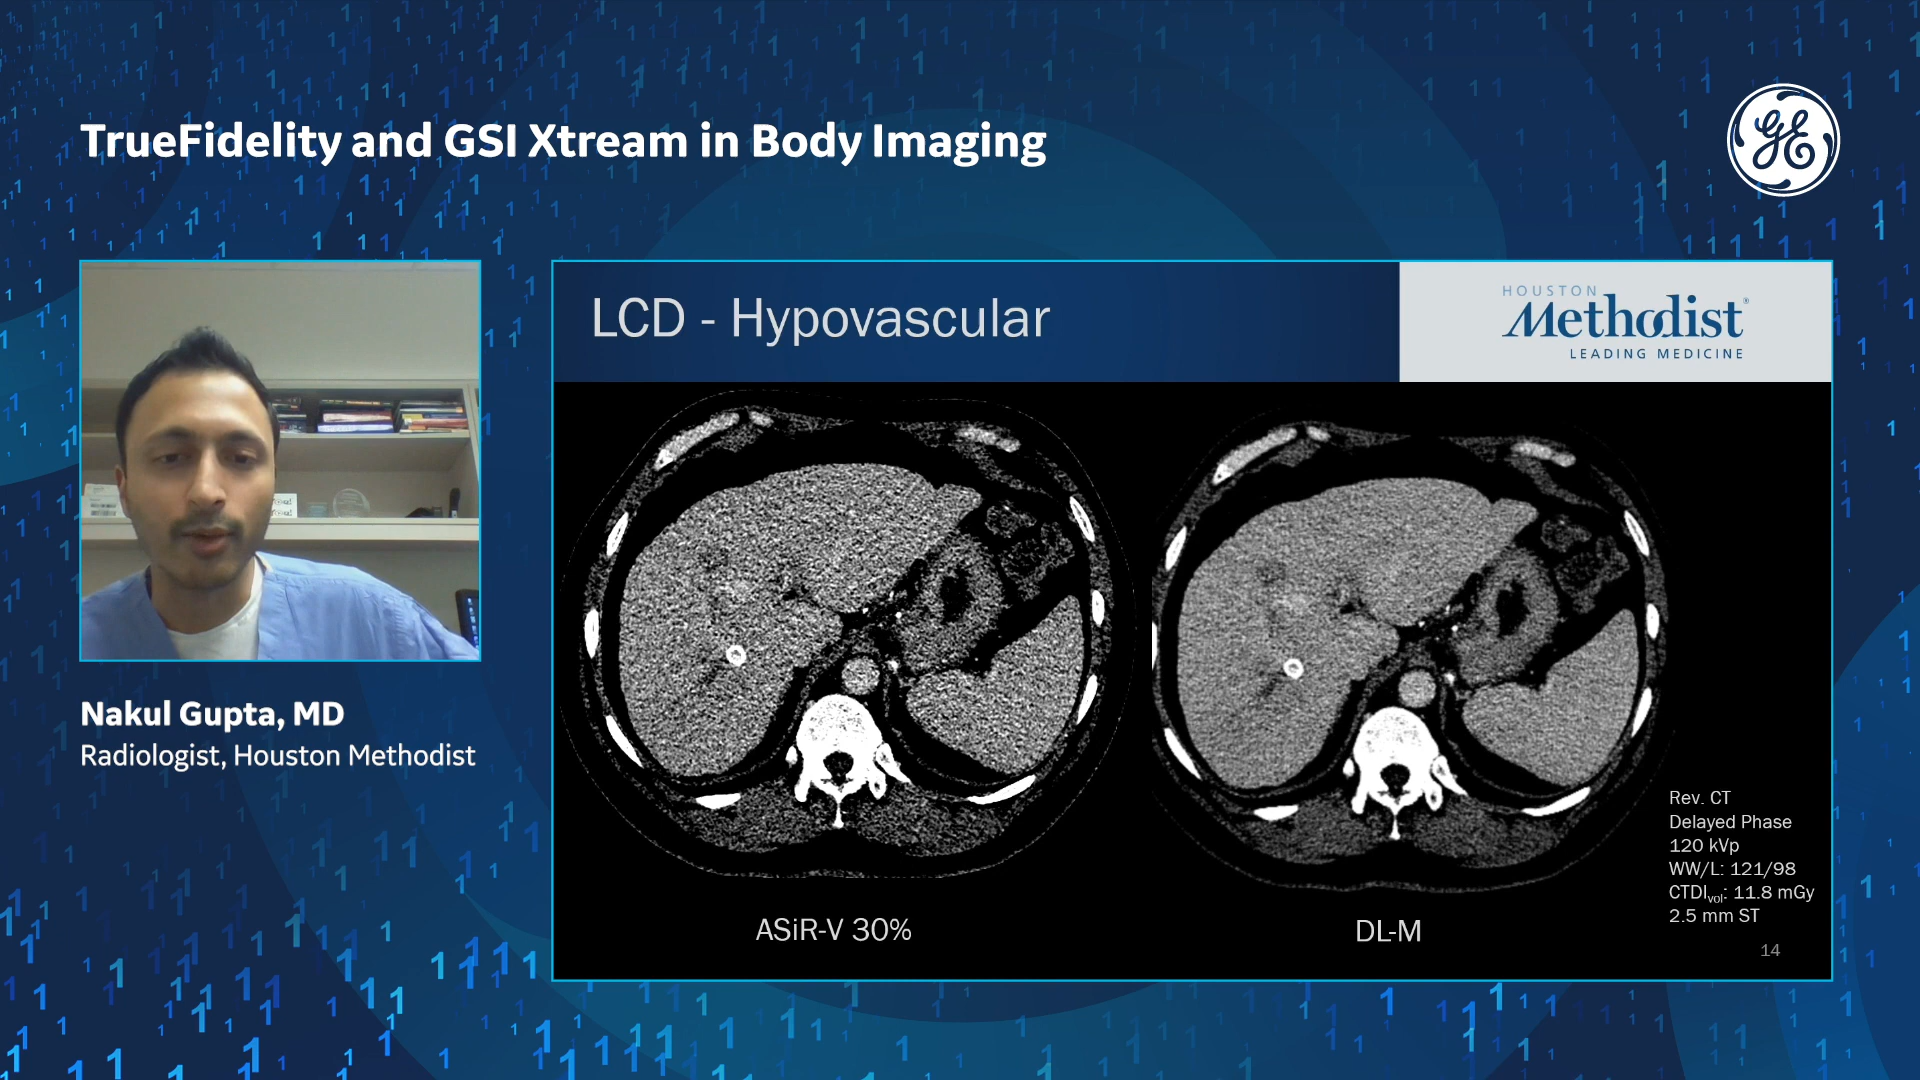 TrueFidelity and GSI Xtream in Body Imaging
GE
LCD - Hypovascular
HOUSTON
Methodist
LEADING MEDICINE
Nakul Gupta, MD
Radiologist, Houston Methodist
ASiR-V 30%
DL-M
Rev. CT
Delayed Phase
120 kVp
WW/L: 121/98
CTDIvol: 11.8 mGy
2.5 mm ST
14